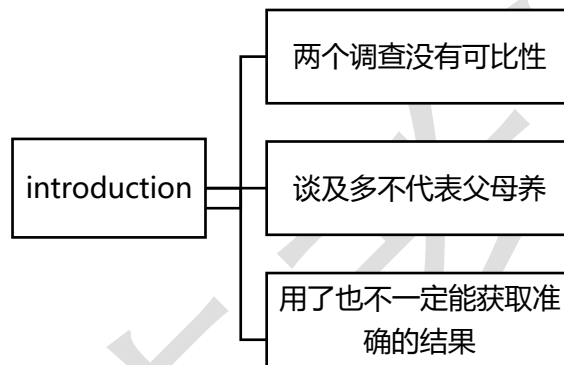 introduction
两个调查没有可比性
谈及多不代表父母养
用了也不一定能获取准
确的结果